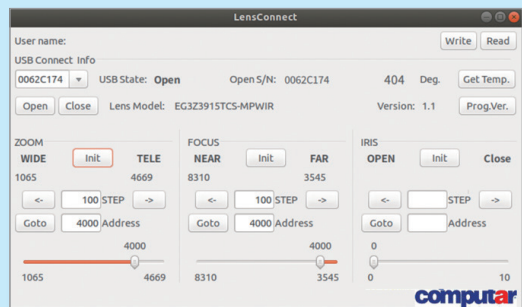 LensConnect
User name: Write Read
USB Connect Info
0062C174 USB State: Open Open S/N: 0062C174 404 Deg. Get Temp.
Open Close Lens Model: EG3Z3915TCS-MPWIR Version: 1.1 Prog.Ver.
ZOOM FOCUS IRIS
WIDE Init TELE NEAR Init FAR OPEN Init Close
1065 4669 8310 3545
<- 100 STEP -> <- 100 STEP -> <- STEP ->
Goto 4000 Address Goto 4000 Address Goto Address
4000 4000 0
1065 4669 8310 3545 0 10
computar